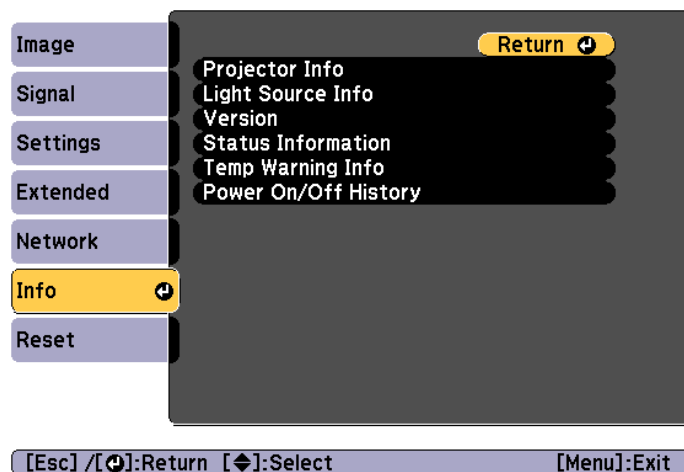 Image
Signal
Settings
Extended
Network
Info
Reset
Return
Projector Info
Light Source Info
Version
Status Information
Temp Warning Info
Power On/Off History
[Esc] /[⏎]:Return [◆]:Select [Menu]:Exit